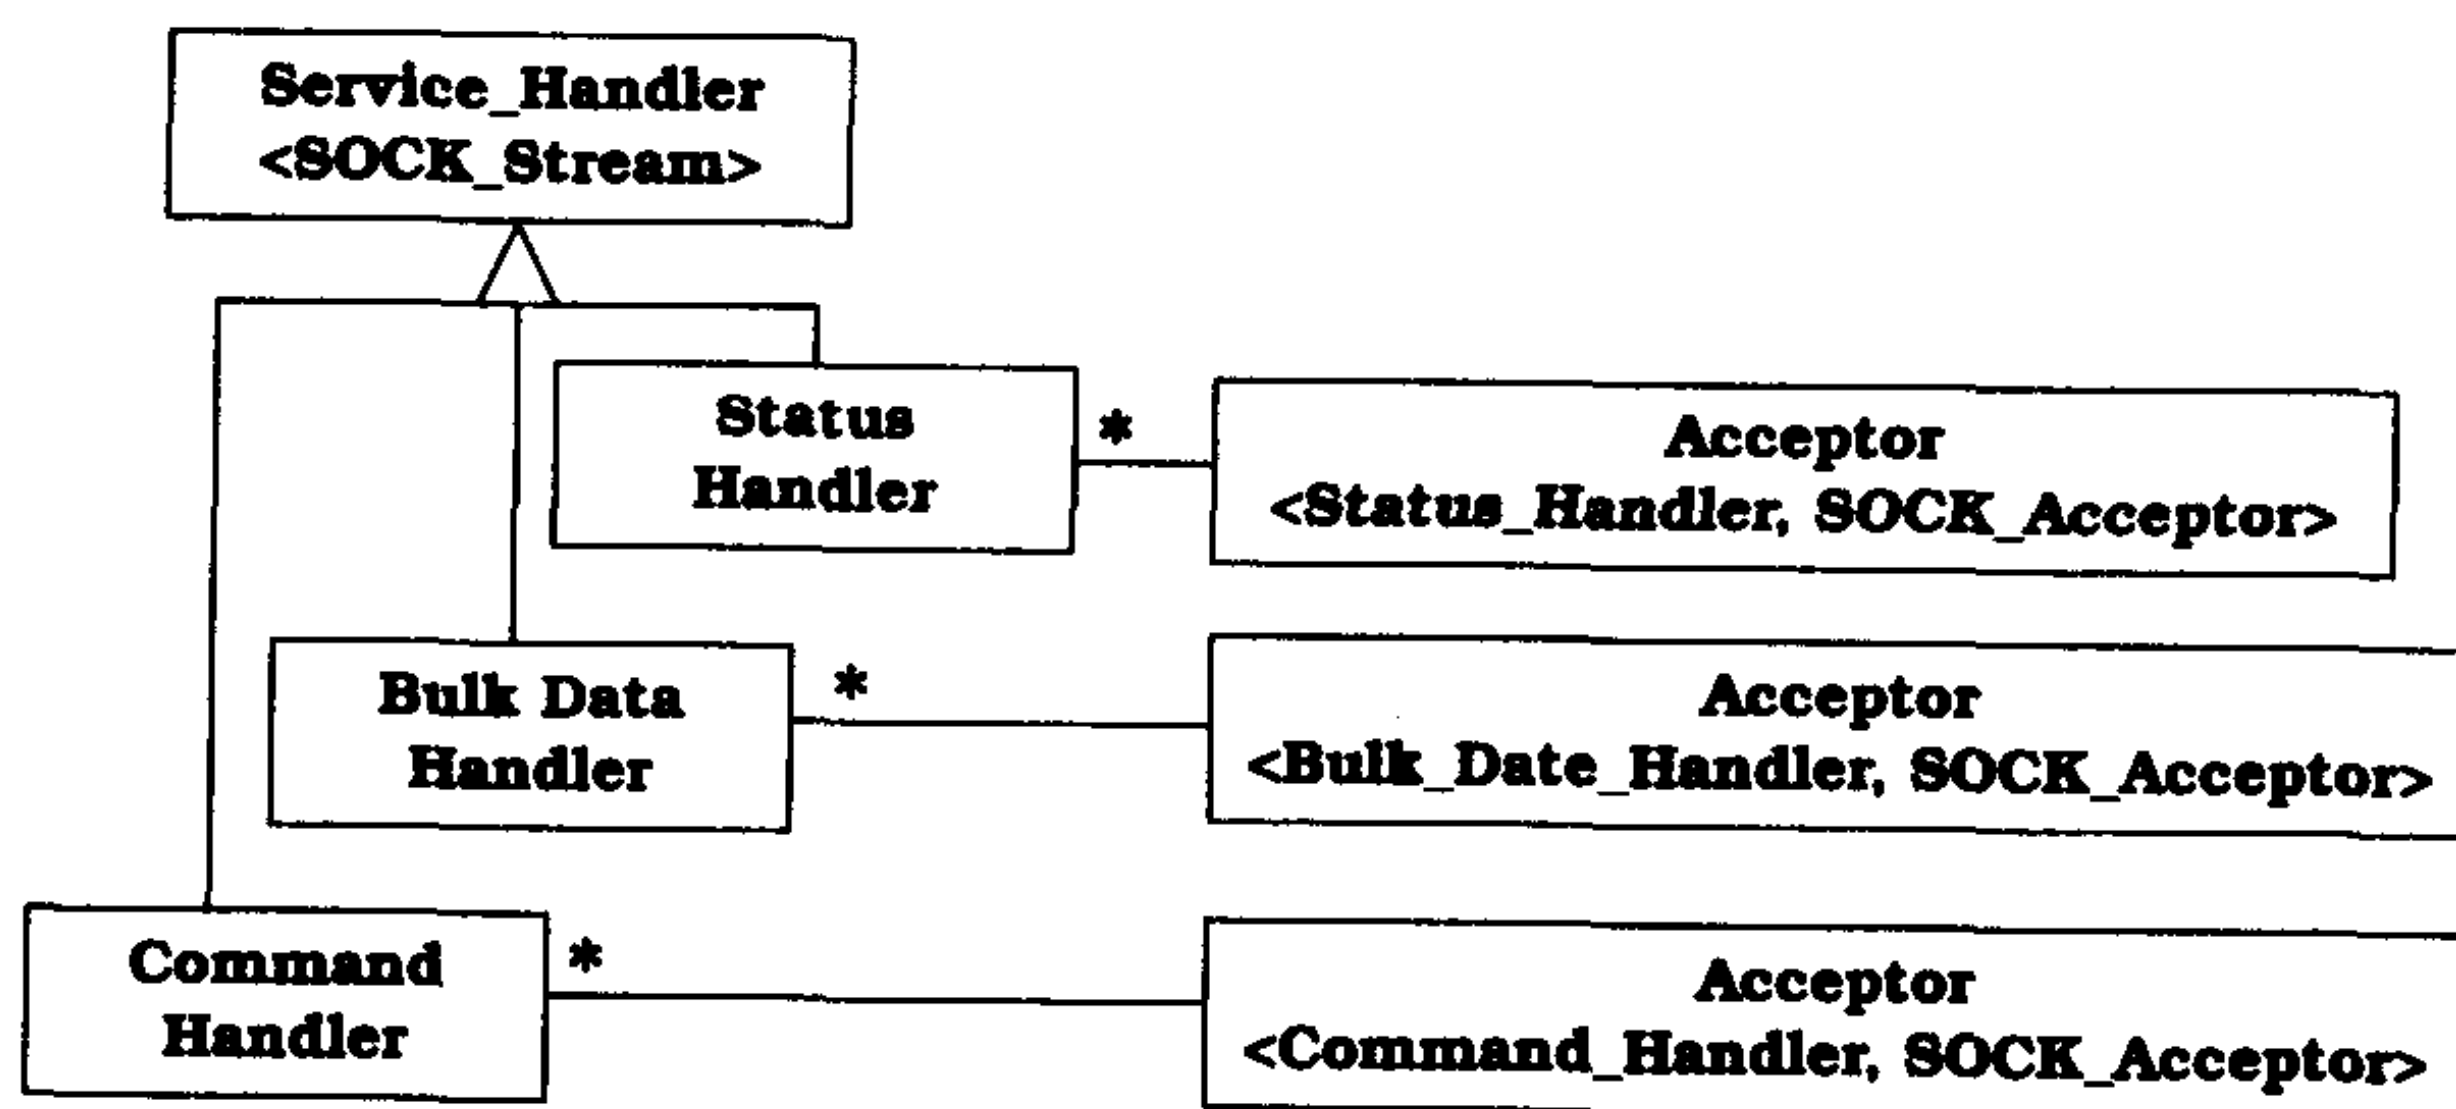 Service_Handler
<SOCK_Stream>
Status
Handler
*
Acceptor
<Status_Handler, SOCK_Acceptor>
Bulk Data
Handler
*
Acceptor
<Bulk_Date_Handler, SOCK_Acceptor>
Command
Handler
*
Acceptor
<Command_Handler, SOCK_Acceptor>